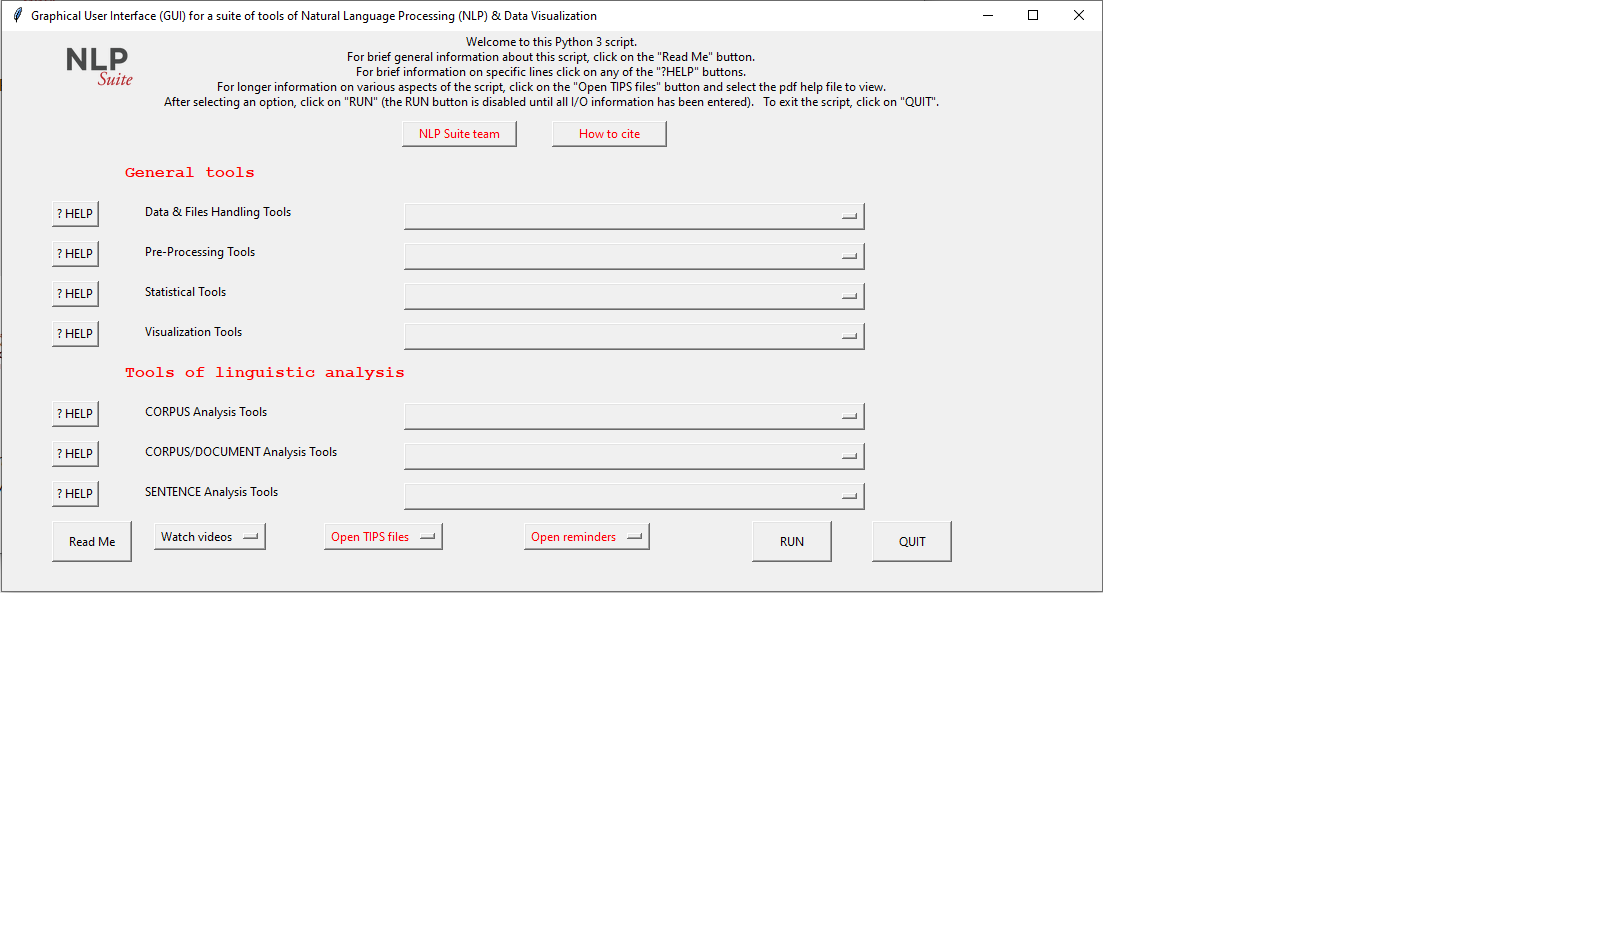 Graphical User Interface (GUI) for a suite of tools of Natural Language Processing (NLP) & Data Visualization
NLP
Suite
Welcome to this Python 3 script.
For brief general information about this script, click on the "Read Me" button.
For brief information on specific lines click on any of the "?HELP" buttons.
For longer information on various aspects of the script, click on the "Open TIPS files" button and select the pdf help file to view.
After selecting an option, click on "RUN" (the RUN button is disabled until all I/O information has been entered). To exit the script, click on "QUIT".
NLP Suite team How to cite
General tools
? HELP Data & Files Handling Tools
? HELP Pre-Processing Tools
? HELP Statistical Tools
? HELP Visualization Tools
Tools of linguistic analysis
? HELP CORPUS Analysis Tools
? HELP CORPUS/DOCUMENT Analysis Tools
? HELP SENTENCE Analysis Tools
Read Me Watch videos Open TIPS files Open reminders RUN QUIT